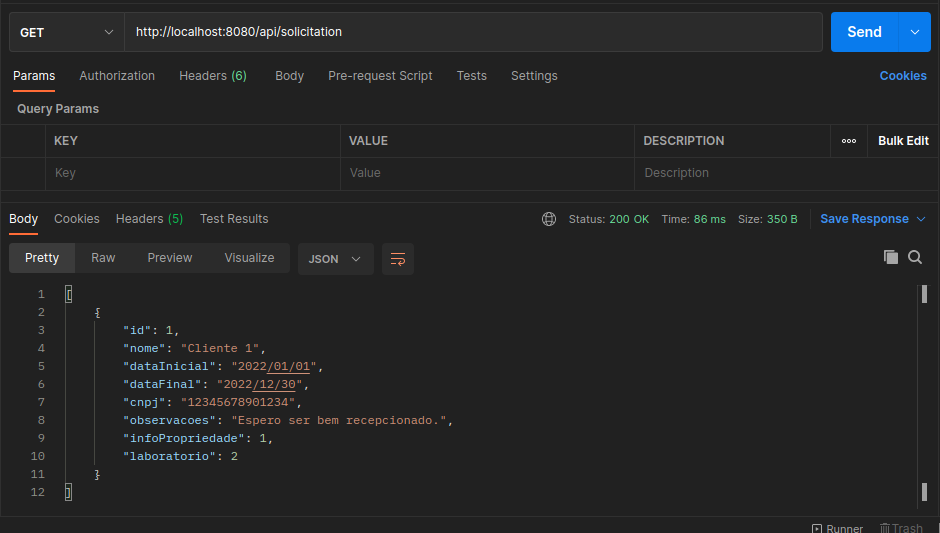 GET http://localhost:8080/api/solicitation Send
Params Authorization Headers (6) Body Pre-request Script Tests Settings Cookies
Query Params
KEY VALUE DESCRIPTION ooo Bulk Edit
Key Value Description
Body Cookies Headers (5) Test Results Status: 200 OK Time: 86 ms Size: 350 B Save Response
Pretty Raw Preview Visualize JSON
1 [
2 {
3 "id": 1,
4 "nome": "Cliente 1",
5 "dataInicial": "2022/01/01",
6 "dataFinal": "2022/12/30",
7 "cnpj": "12345678901234",
8 "observacoes": "Espero ser bem recepcionado.",
9 "infoPropriedade": 1,
10 "laboratorio": 2
11 }
12 ]
Runner Trash